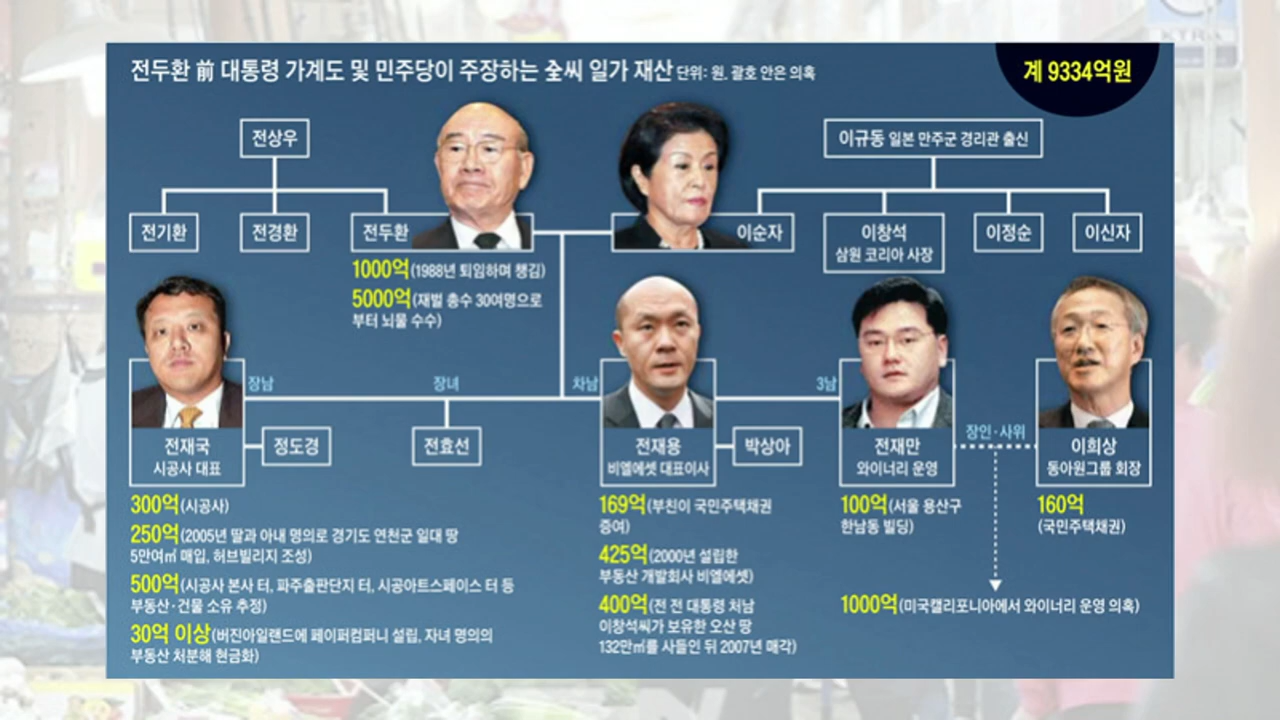 전두환 前 대통령 가계도 및 민주당이 주장하는 全씨 일가 재산 단위: 원, 괄호 안은 의혹
계 9334억원
전상우
이규동 일본 만주군 경리관 출신
전기환
전경환
전두환
이순자
이창석
삼원 코리아 사장
이정순
이신자
1000억(1988년 퇴임하며 챙김)
5000억(재벌 총수 30여명으로
부터 뇌물 수수)
장남
장녀
차남
3남
전재국
시공사 대표
정도경
전효선
전재용
비엘에셋 대표이사
박상아
전재만
와이너리 운영
장인·사위
이희상
동아원그룹 회장
300억(시공사)
250억(2005년 딸과 아내 명의로 경기도 연천군 일대 땅
5만여㎡ 매입, 허브빌리지 조성)
500억(시공사 본사 터, 파주출판단지 터, 시공아트스페이스 터 등
부동산·건물 소유 추정)
30억 이상(버진아일랜드에 페이퍼컴퍼니 설립, 자녀 명의의
부동산 처분해 현금화)
169억(부친이 국민주택채권
증여)
425억(2000년 설립한
부동산 개발회사 비엘에셋)
400억(전 전 대통령 처남
이창석씨가 보유한 오산 땅
132만㎡를 사들인 뒤 2007년 매각)
100억(서울 용산구
한남동 빌딩)
160억
(국민주택채권)
1000억(미국캘리포니아에서 와이너리 운영 의혹)